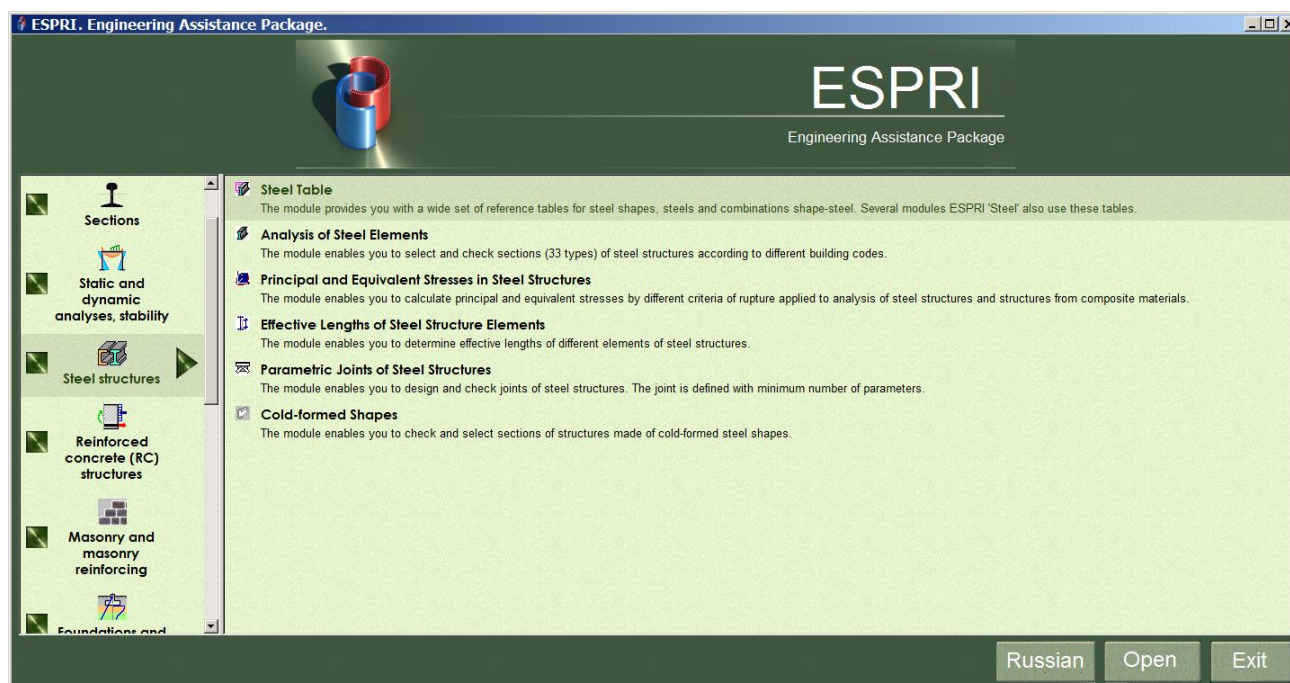 ESPRI. Engineering Assistance Package.
ESPRI
Engineering Assistance Package
Sections
Static and
dynamic
analyses, stability
Steel structures
Reinforced
concrete (RC)
structures
Masonry and
masonry
reinforcing
Foundations and
Steel Table
The module provides you with a wide set of reference tables for steel shapes, steels and combinations shape-steel. Several modules ESPRI 'Steel' also use these tables.
Analysis of Steel Elements
The module enables you to select and check sections (33 types) of steel structures according to different building codes.
Principal and Equivalent Stresses in Steel Structures
The module enables you to calculate principal and equivalent stresses by different criteria of rupture applied to analysis of steel structures and structures from composite materials.
Effective Lengths of Steel Structure Elements
The module enables you to determine effective lengths of different elements of steel structures.
Parametric Joints of Steel Structures
The module enables you to design and check joints of steel structures. The joint is defined with minimum number of parameters.
Cold-formed Shapes
The module enables you to check and select sections of structures made of cold-formed steel shapes.
Russian
Open
Exit